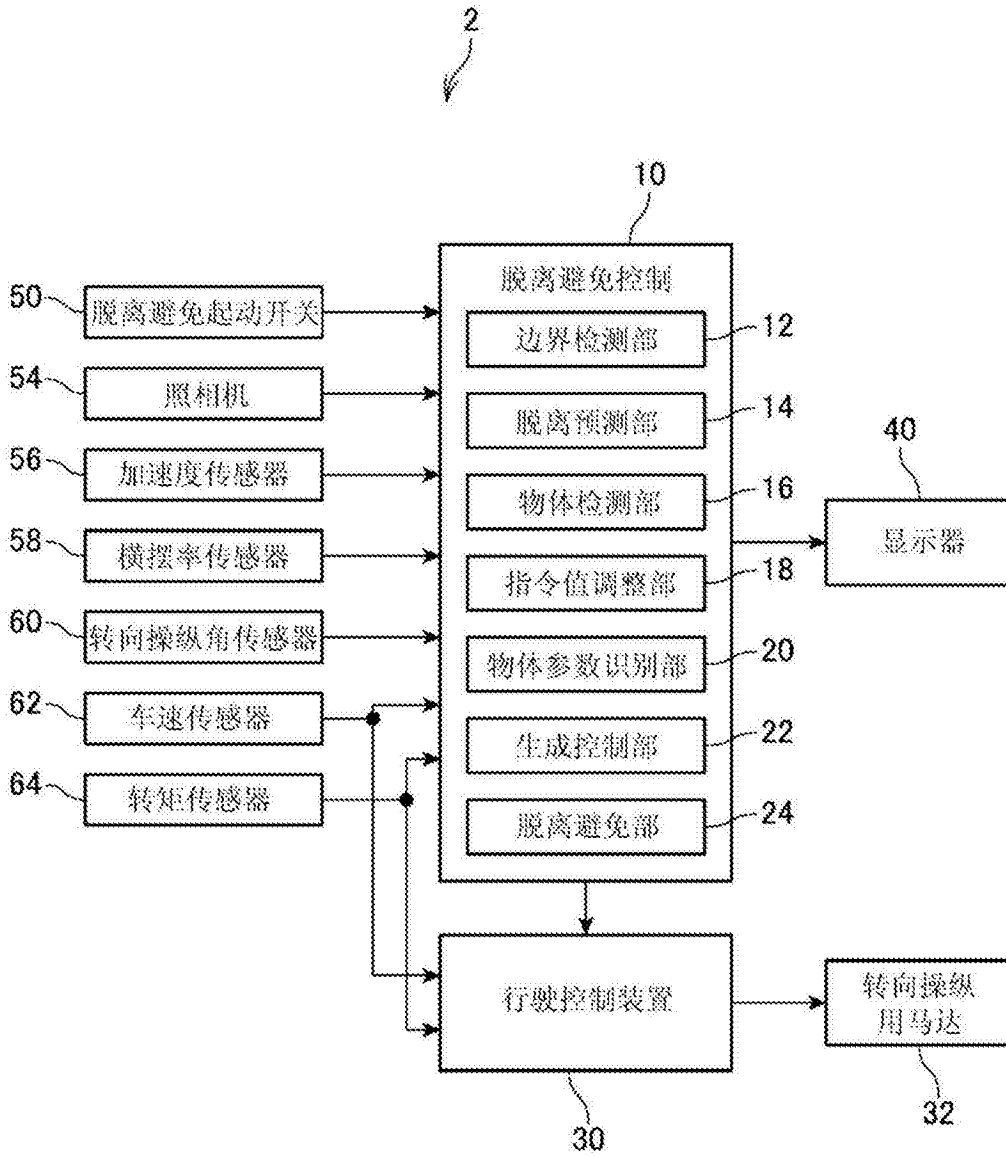 2
10
脱离避免控制
50
脱离避免起动开关
54
照相机
56
加速度传感器
58
横摆率传感器
60
转向操纵角传感器
62
车速传感器
64
转矩传感器
边界检测部
12
脱离预测部
14
物体检测部
16
指令值调整部
18
物体参数识别部
20
生成控制部
22
脱离避免部
24
40
显示器
行驶控制装置
30
转向操纵
用马达
32